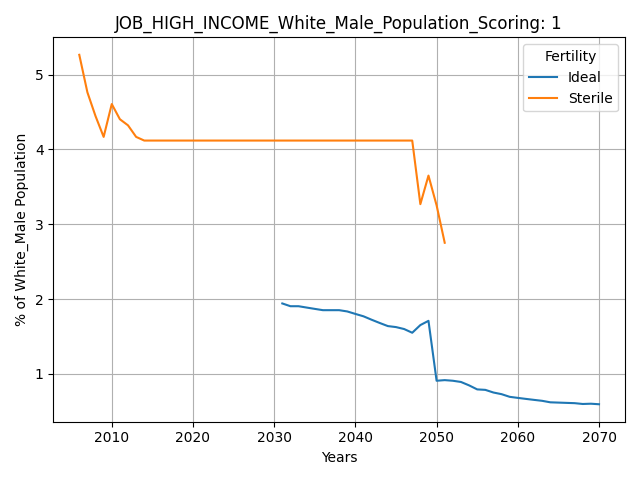 JOB_HIGH_INCOME_White_Male_Population_Scoring: 1
Fertility
Ideal
Sterile
% of White_Male Population
5
4
3
2
1
2010 2020 2030 2040 2050 2060 2070
Years